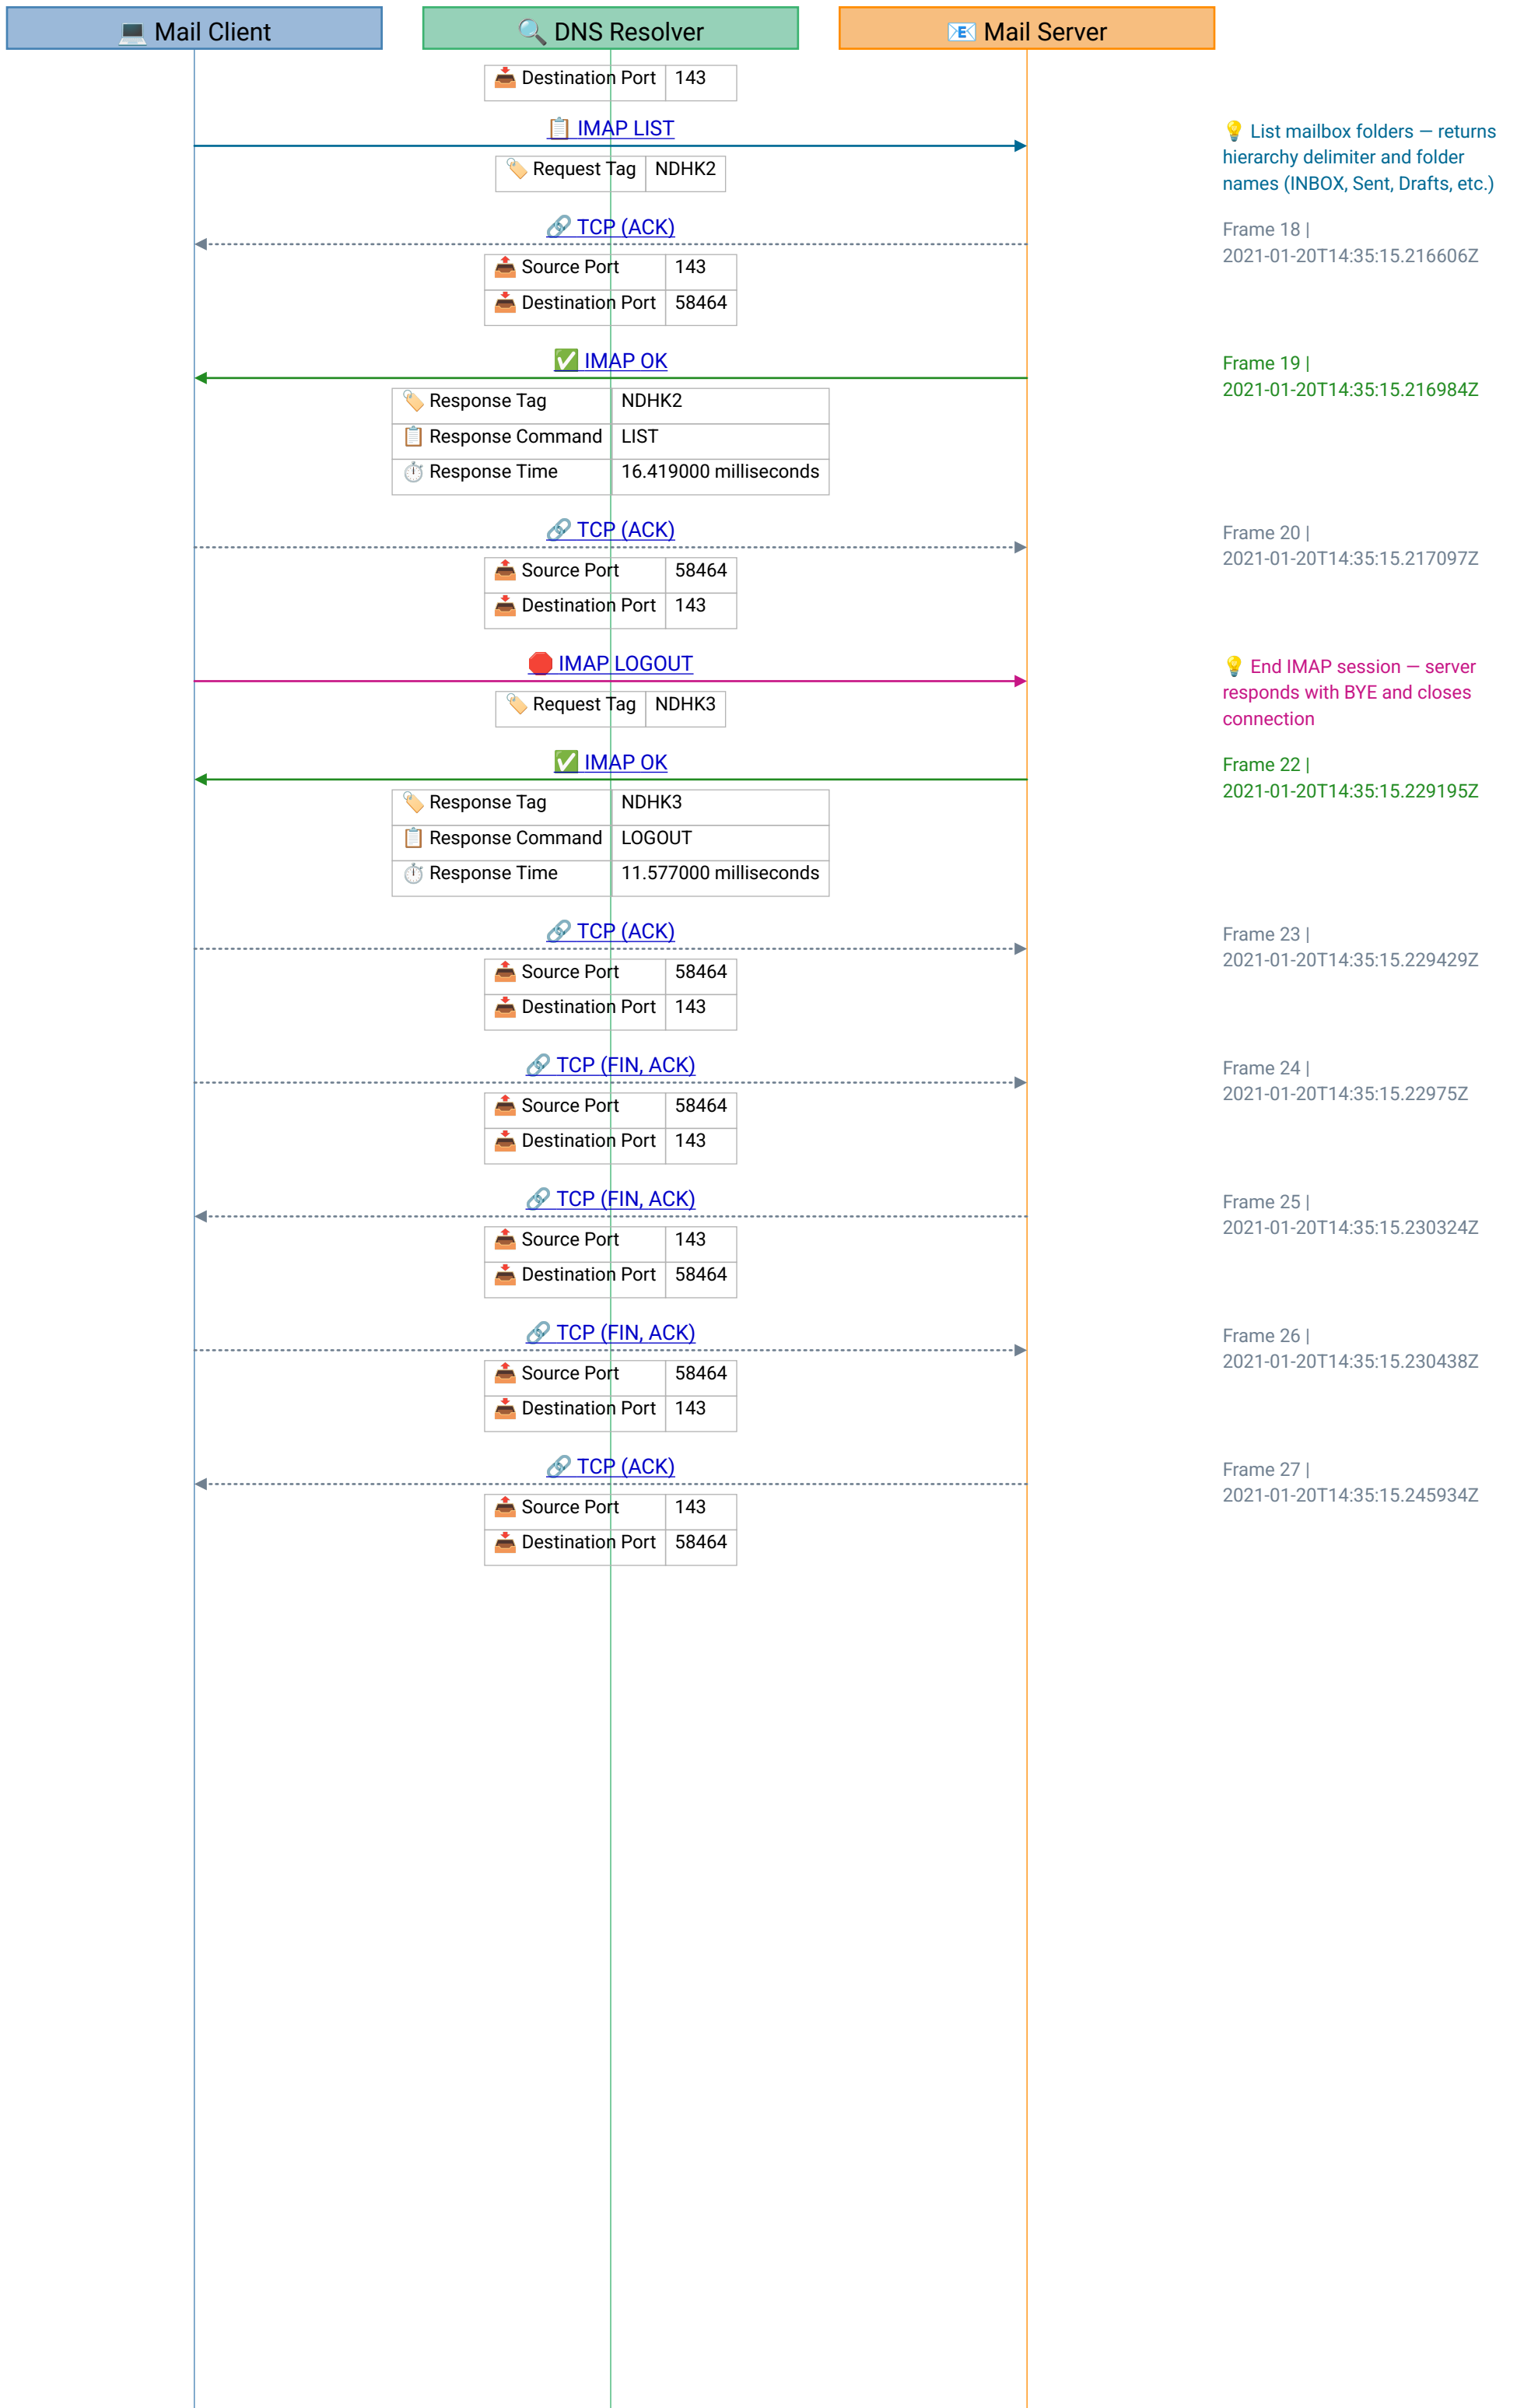 💻 Mail Client
🔍 DNS Resolver
📧 Mail Server
📥 Destination Port 143
📋 IMAP LIST
💡 List mailbox folders — returns
hierarchy delimiter and folder
names (INBOX, Sent, Drafts, etc.)
🏷️ Request Tag NDHK2
🔗 TCP (ACK)
Frame 18 |
2021-01-20T14:35:15.216606Z
📤 Source Port 143
📥 Destination Port 58464
✅ IMAP OK
Frame 19 |
2021-01-20T14:35:15.216984Z
🏷️ Response Tag NDHK2
📋 Response Command LIST
⏱️ Response Time 16.419000 milliseconds
🔗 TCP (ACK)
Frame 20 |
2021-01-20T14:35:15.217097Z
📤 Source Port 58464
📥 Destination Port 143
🛑 IMAP LOGOUT
💡 End IMAP session — server
responds with BYE and closes
connection
🏷️ Request Tag NDHK3
✅ IMAP OK
Frame 22 |
2021-01-20T14:35:15.229195Z
🏷️ Response Tag NDHK3
📋 Response Command LOGOUT
⏱️ Response Time 11.577000 milliseconds
🔗 TCP (ACK)
Frame 23 |
2021-01-20T14:35:15.229429Z
📤 Source Port 58464
📥 Destination Port 143
🔗 TCP (FIN, ACK)
Frame 24 |
2021-01-20T14:35:15.22975Z
📤 Source Port 58464
📥 Destination Port 143
🔗 TCP (FIN, ACK)
Frame 25 |
2021-01-20T14:35:15.230324Z
📤 Source Port 143
📥 Destination Port 58464
🔗 TCP (FIN, ACK)
Frame 26 |
2021-01-20T14:35:15.230438Z
📤 Source Port 58464
📥 Destination Port 143
🔗 TCP (ACK)
Frame 27 |
2021-01-20T14:35:15.245934Z
📤 Source Port 143
📥 Destination Port 58464